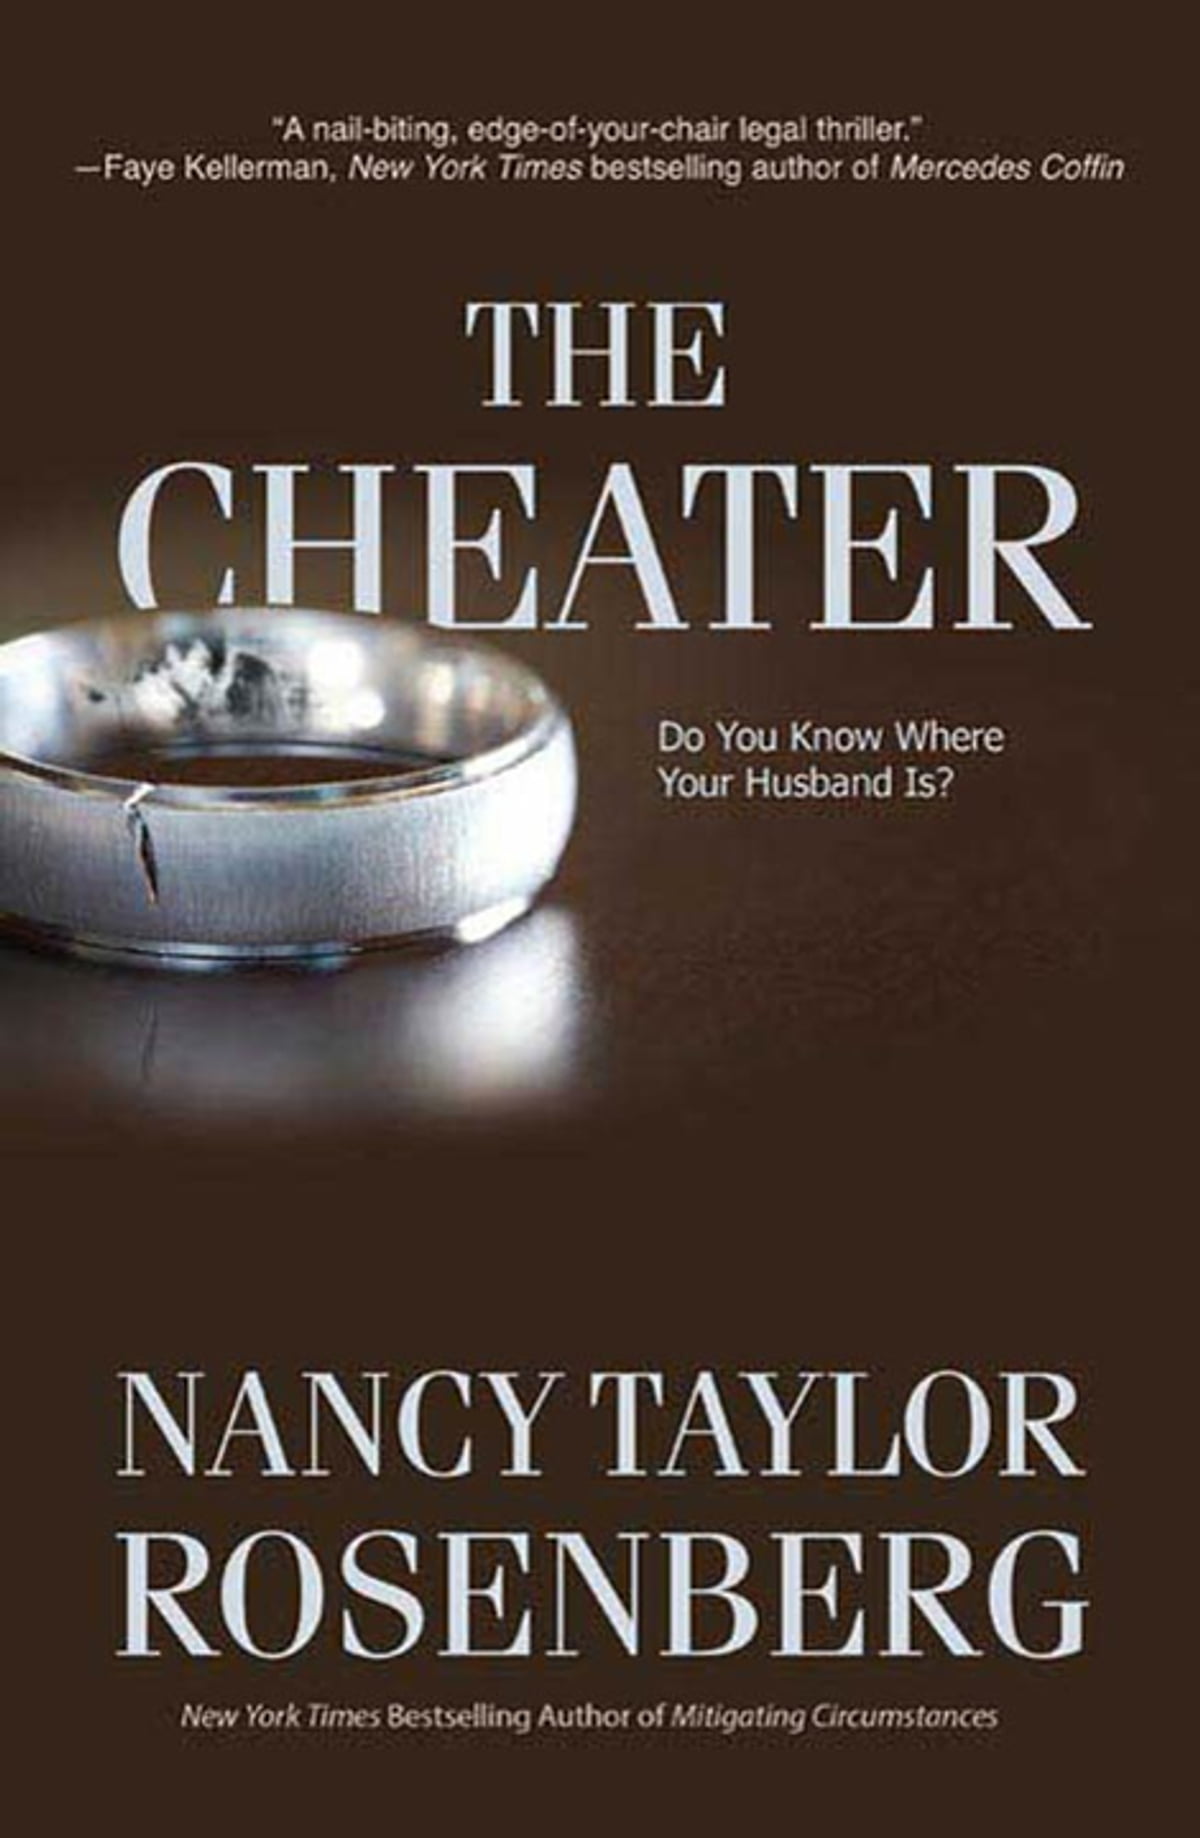 “A nail-biting, edge-of-your-chair legal thriller.”
—Faye Kellerman, New York Times bestselling author of Mercedes Coffin
THE
CHEATER
Do You Know Where
Your Husband Is?
NANCY TAYLOR
ROSENBERG
New York Times Bestselling Author of Mitigating Circumstances